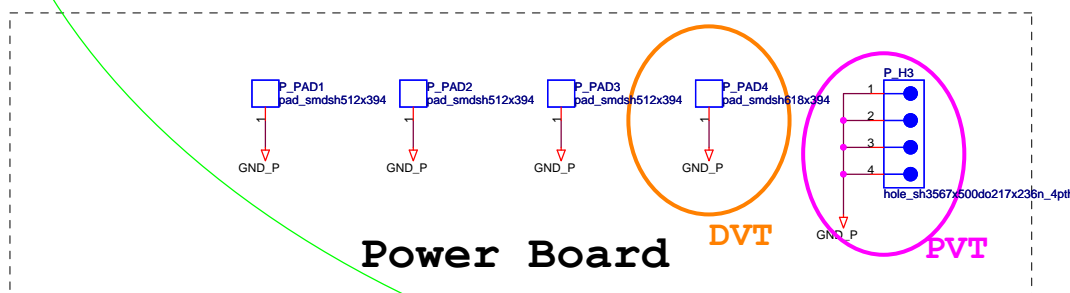 P_PAD1
pad_smdsh512x394
1
GND_P
P_PAD2
pad_smdsh512x394
1
GND_P
P_PAD3
pad_smdsh512x394
1
GND_P
P_PAD4
pad_smdsh618x394
1
GND_P
P_H3
1
2
3
4
hole_sh3567x500do217x236n_4pth
GND_P
DVT
PVT
Power Board